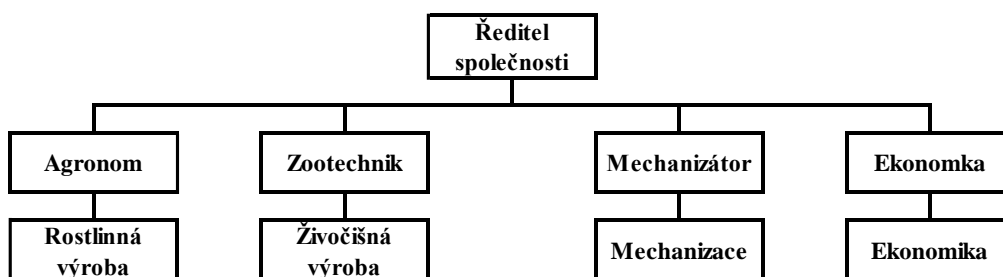 Ředitel
společnosti
Agronom
Zootechnik
Mechanizátor
Ekonomka
Rostlinná
výroba
Živočišná
výroba
Mechanizace
Ekonomika